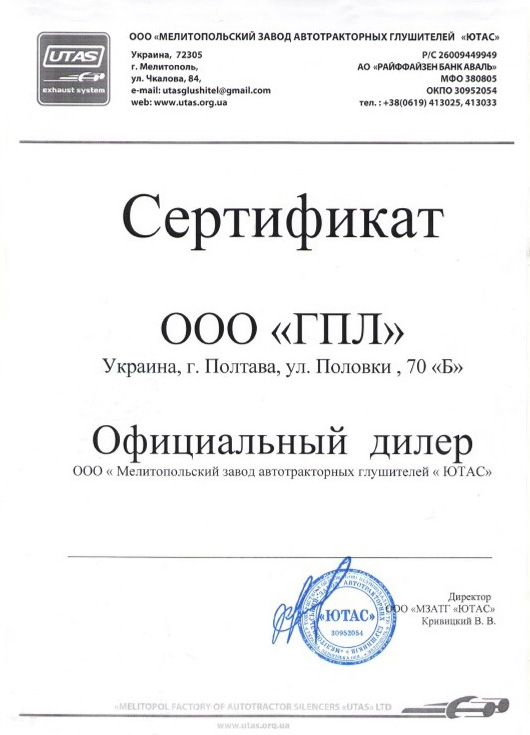 UTAS
exhaust system
ООО «МЕЛИТОПОЛЬСКИЙ ЗАВОД АВТОТРАКТОРНЫХ ГЛУШИТЕЛЕЙ «ЮТАС»
Украина, 72305
г. Мелитополь,
ул. Чкалова, 84,
e-mail: utasglushitel@gmail.com
web: www.utas.org.ua
Р/С 26009449949
АО «РАЙФФАЙЗЕН БАНК АВАЛЬ»
МФО 380805
ОКПО 30952054
тел. : +38(0619) 413025, 413033
Сертификат
ООО «ГПЛ»
Украина, г. Полтава, ул. Половки , 70 «Б»
Официальный дилер
ООО « Мелитопольский завод автотракторных глушителей « ЮТАС»
«ЮТАС»
30952054
Директор
ООО «МЗАТГ «ЮТАС»
Кривицкий В. В.
«MELITOPOL FACTORY OF AUTOTRACTOR SILENCERS «UTAS» LTD
www.utas.org.ua